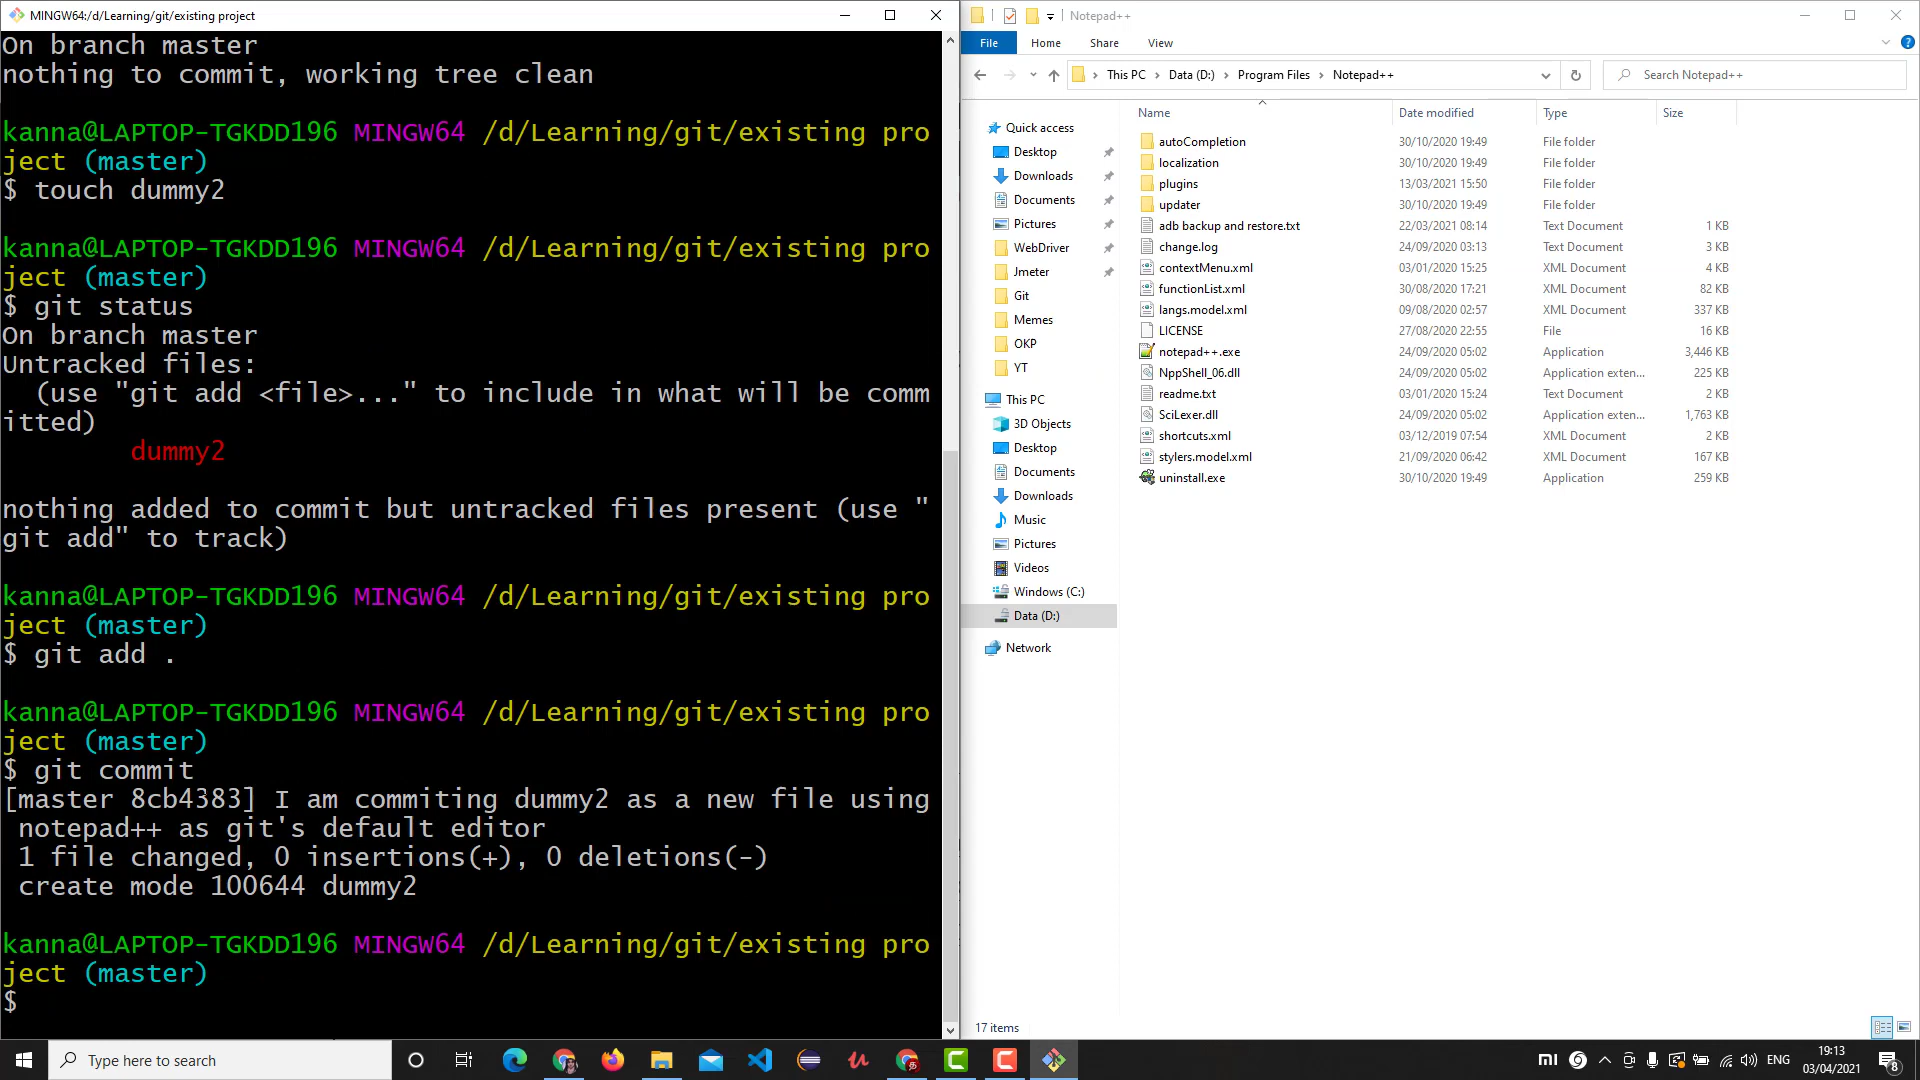 MINGW64:/d/Learning/git/existing project
On branch master
nothing to commit, working tree clean
kanna@LAPTOP-TGKDD196 MINGW64 /d/Learning/git/existing pro
ject (master)
$ touch dummy2
kanna@LAPTOP-TGKDD196 MINGW64 /d/Learning/git/existing pro
ject (master)
$ git status
On branch master
Untracked files:
(use "git add <file>..." to include in what will be comm
itted)
dummy2
nothing added to commit but untracked files present (use "
git add" to track)
kanna@LAPTOP-TGKDD196 MINGW64 /d/Learning/git/existing pro
ject (master)
$ git add .
kanna@LAPTOP-TGKDD196 MINGW64 /d/Learning/git/existing pro
ject (master)
$ git commit
[master 8cb4383] I am commiting dummy2 as a new file using
notepad++ as git's default editor
1 file changed, 0 insertions(+), 0 deletions(-)
create mode 100644 dummy2
kanna@LAPTOP-TGKDD196 MINGW64 /d/Learning/git/existing pro
ject (master)
$
Notepad++
File Home Share View
This PC Data (D:) Program Files Notepad++
Search Notepad++
Quick access
Desktop
Downloads
Documents
Pictures
WebDriver
Jmeter
Git
Memes
OKP
YT
This PC
3D Objects
Desktop
Documents
Downloads
Music
Pictures
Videos
Windows (C:)
Data (D:)
Network
Name Date modified Type Size
autoCompletion 30/10/2020 19:49 File folder
localization 30/10/2020 19:49 File folder
plugins 13/03/2021 15:50 File folder
updater 30/10/2020 19:49 File folder
adb backup and restore.txt 22/03/2021 08:14 Text Document 1 KB
change.log 24/09/2020 03:13 Text Document 3 KB
contextMenu.xml 03/01/2020 15:25 XML Document 4 KB
functionList.xml 30/08/2020 17:21 XML Document 82 KB
langs.model.xml 09/08/2020 02:57 XML Document 337 KB
LICENSE 27/08/2020 22:55 File 16 KB
notepad++.exe 24/09/2020 05:02 Application 3,446 KB
NppShell_06.dll 24/09/2020 05:02 Application exten... 225 KB
readme.txt 03/01/2020 15:24 Text Document 2 KB
SciLexer.dll 24/09/2020 05:02 Application exten... 1,763 KB
shortcuts.xml 03/12/2019 07:54 XML Document 2 KB
stylers.model.xml 21/09/2020 06:42 XML Document 167 KB
uninstall.exe 30/10/2020 19:49 Application 259 KB
17 items
Type here to search
ENG
19:13
03/04/2021
8